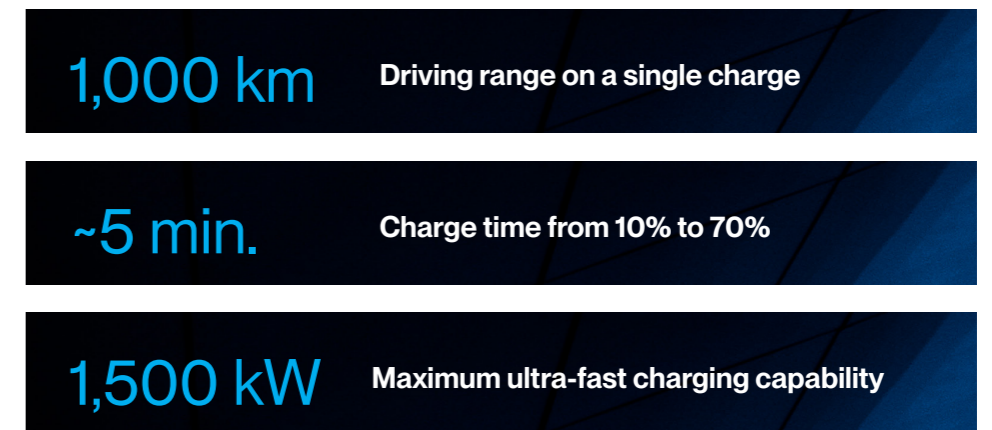 1,000 km Driving range on a single charge
~5 min. Charge time from 10% to 70%
1,500 kW Maximum ultra-fast charging capability